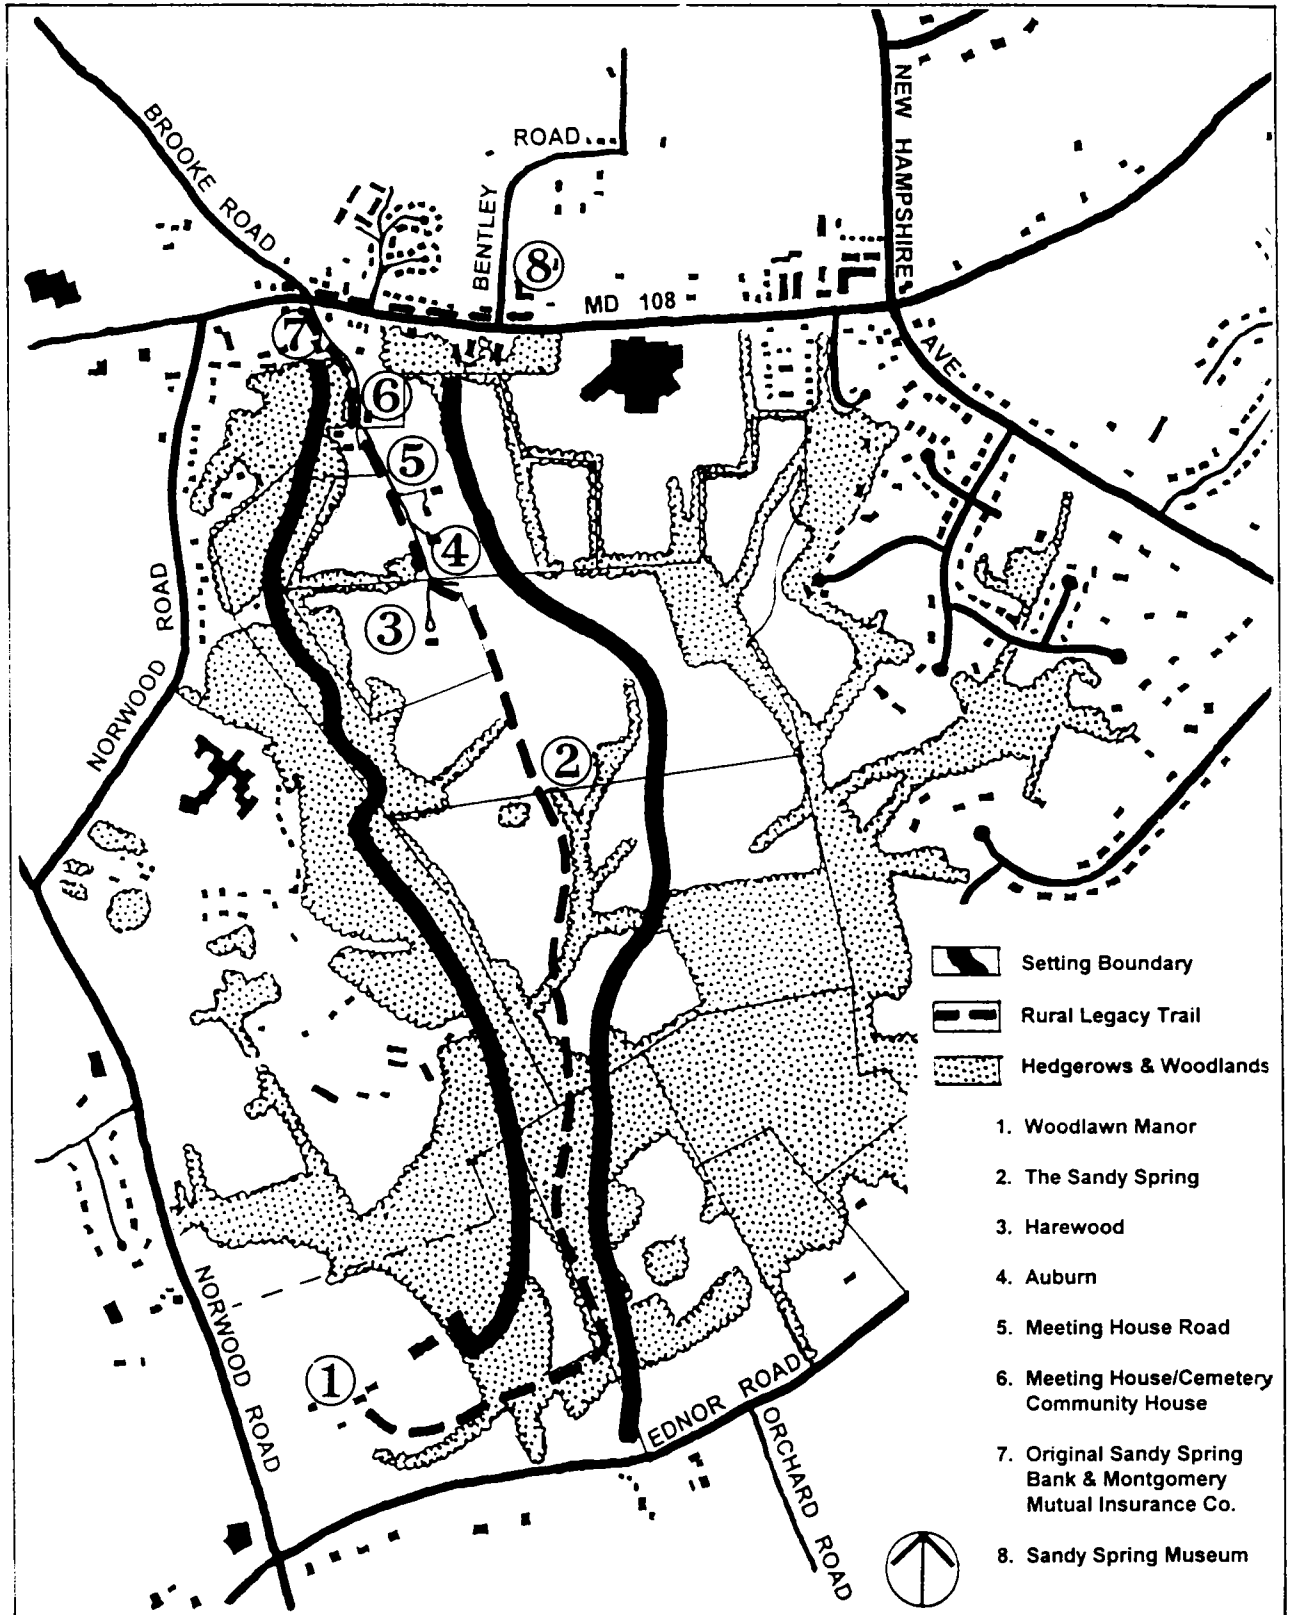 BROOKE ROAD
BENTLEY
ROAD
NEW HAMPSHIRE
AVE
MD 108
8
7
6
5
4
3
2
1
NORWOOD
ROAD
NORWOOD ROAD
EDNOR ROAD
ORCHARD ROAD
Setting Boundary
Rural Legacy Trail
Hedgerows & Woodlands
1. Woodlawn Manor
2. The Sandy Spring
3. Harewood
4. Auburn
5. Meeting House Road
6. Meeting House/Cemetery
Community House
7. Original Sandy Spring
Bank & Montgomery
Mutual Insurance Co.
8. Sandy Spring Museum